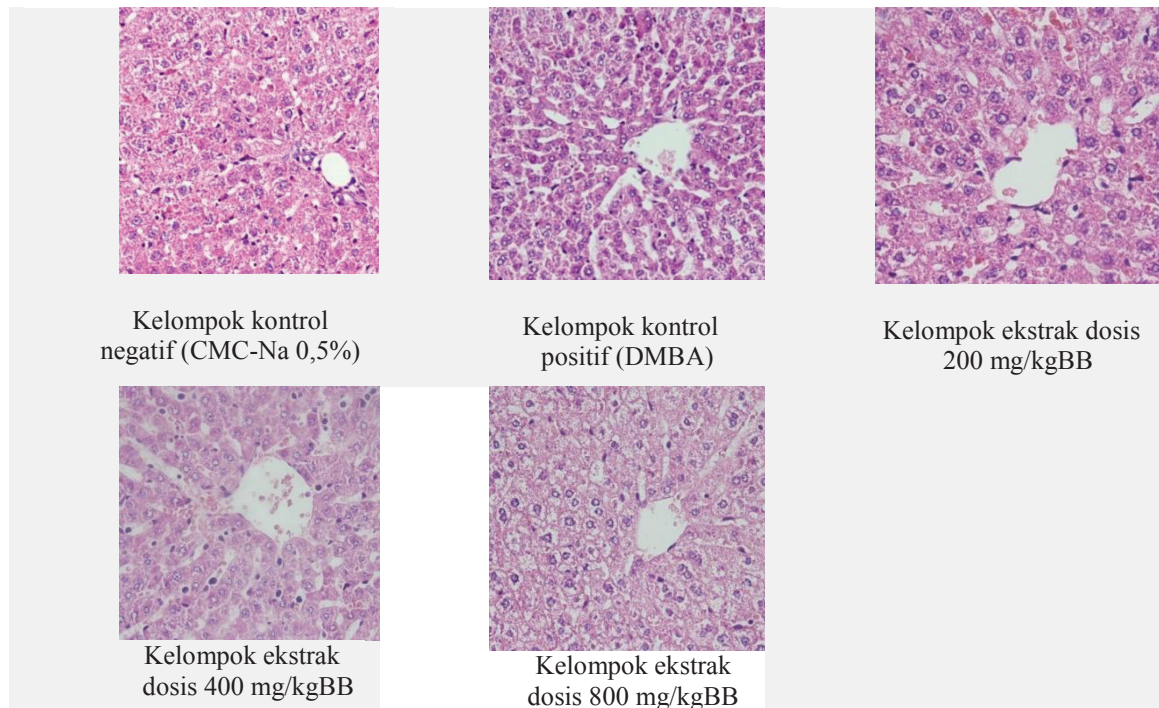 Kelompok kontrol
negatif (CMC-Na 0,5%)
Kelompok kontrol
positif (DMBA)
Kelompok ekstrak dosis
200 mg/kgBB
Kelompok ekstrak
dosis 400 mg/kgBB
Kelompok ekstrak
dosis 800 mg/kgBB